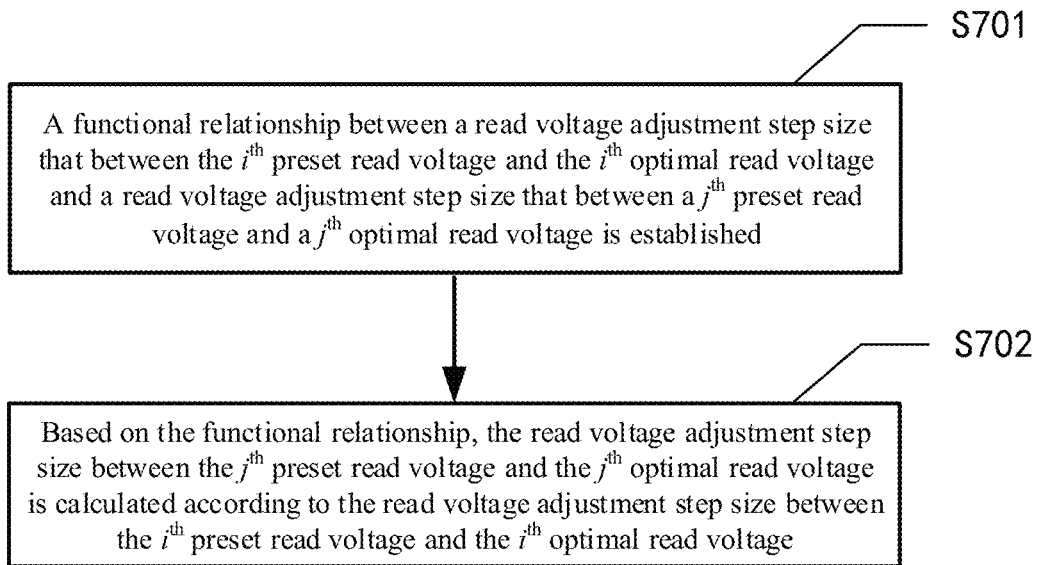 S701
A functional relationship between a read voltage adjustment step size
that between the ith preset read voltage and the ith optimal read voltage
and a read voltage adjustment step size that between a jth preset read
voltage and a jth optimal read voltage is established
S702
Based on the functional relationship, the read voltage adjustment step
size between the jth preset read voltage and the jth optimal read voltage
is calculated according to the read voltage adjustment step size between
the ith preset read voltage and the ith optimal read voltage